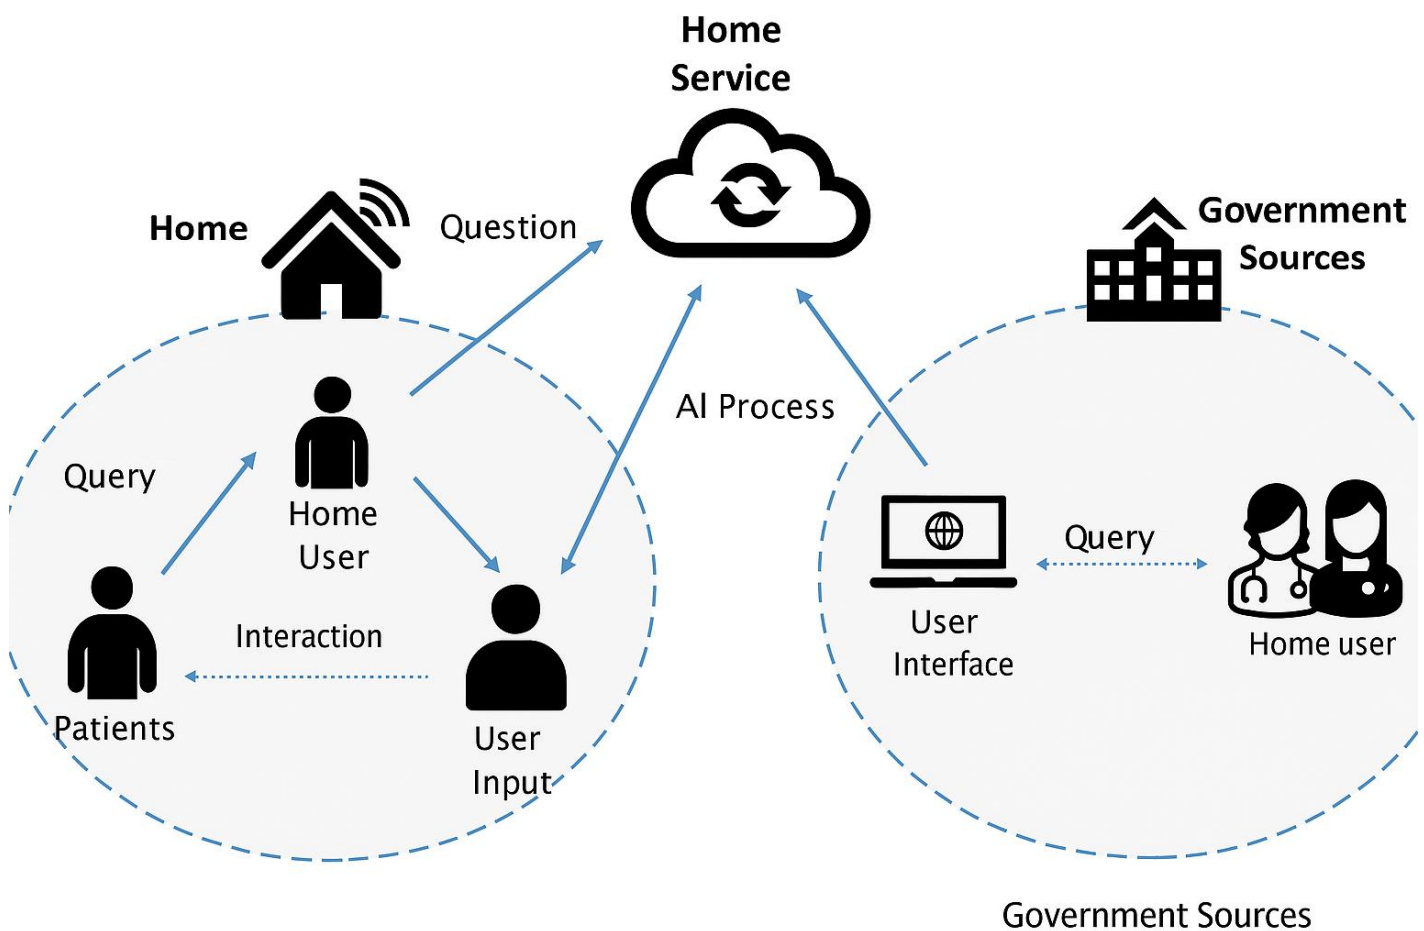 Home
Service
Home
Question
Government
Sources
AI Process
Query
Home
User
Query
User
Interface
Home user
Interaction
Patients
User
Input
Government Sources